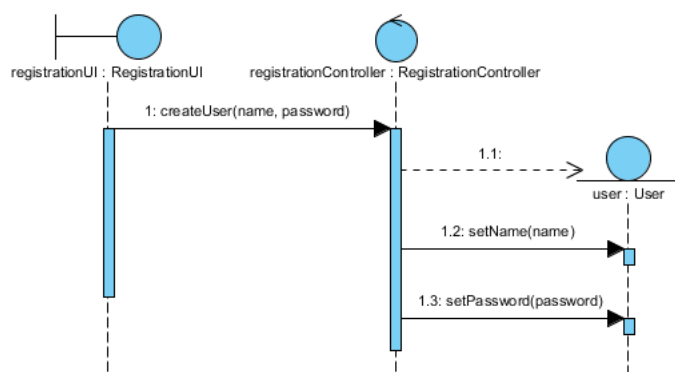 registrationUI : RegistrationUI
registrationController : RegistrationController
1: createUser(name, password)
1.1:
user : User
1.2: setName(name)
1.3: setPassword(password)